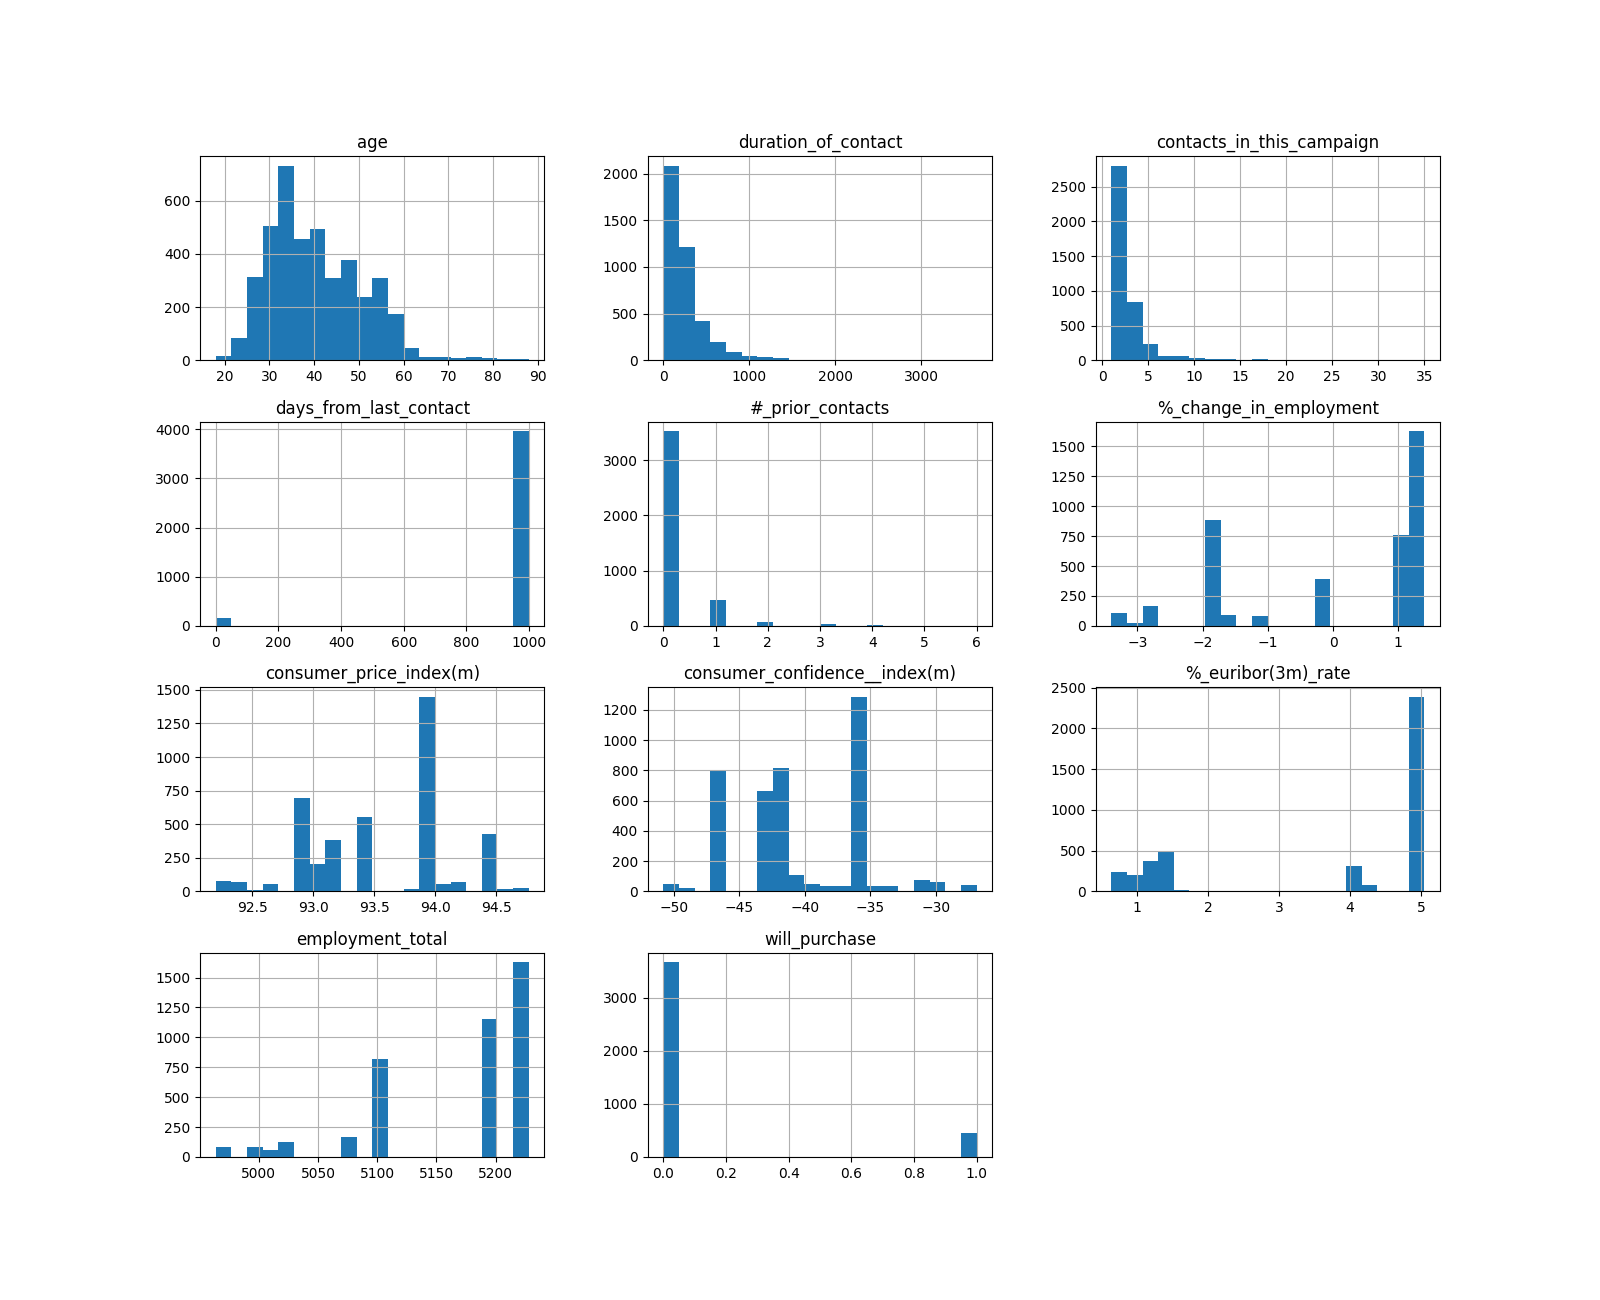 age
600
400
200
0
20 30 40 50 60 70 80 90
duration_of_contact
2000
1500
1000
500
0
0 1000 2000 3000
contacts_in_this_campaign
2500
2000
1500
1000
500
0
0 5 10 15 20 25 30 35
days_from_last_contact
4000
3000
2000
1000
0
0 200 400 600 800 1000
#_prior_contacts
3000
2000
1000
0
0 1 2 3 4 5 6
%_change_in_employment
1500
1250
1000
750
500
250
0
−3 −2 −1 0 1
consumer_price_index(m)
1500
1250
1000
750
500
250
0
92.5 93.0 93.5 94.0 94.5
consumer_confidence__index(m)
1200
1000
800
600
400
200
0
−50 −45 −40 −35 −30
%_euribor(3m)_rate
2500
2000
1500
1000
500
0
1 2 3 4 5
employment_total
1500
1250
1000
750
500
250
0
5000 5050 5100 5150 5200
will_purchase
3000
2000
1000
0
0.0 0.2 0.4 0.6 0.8 1.0